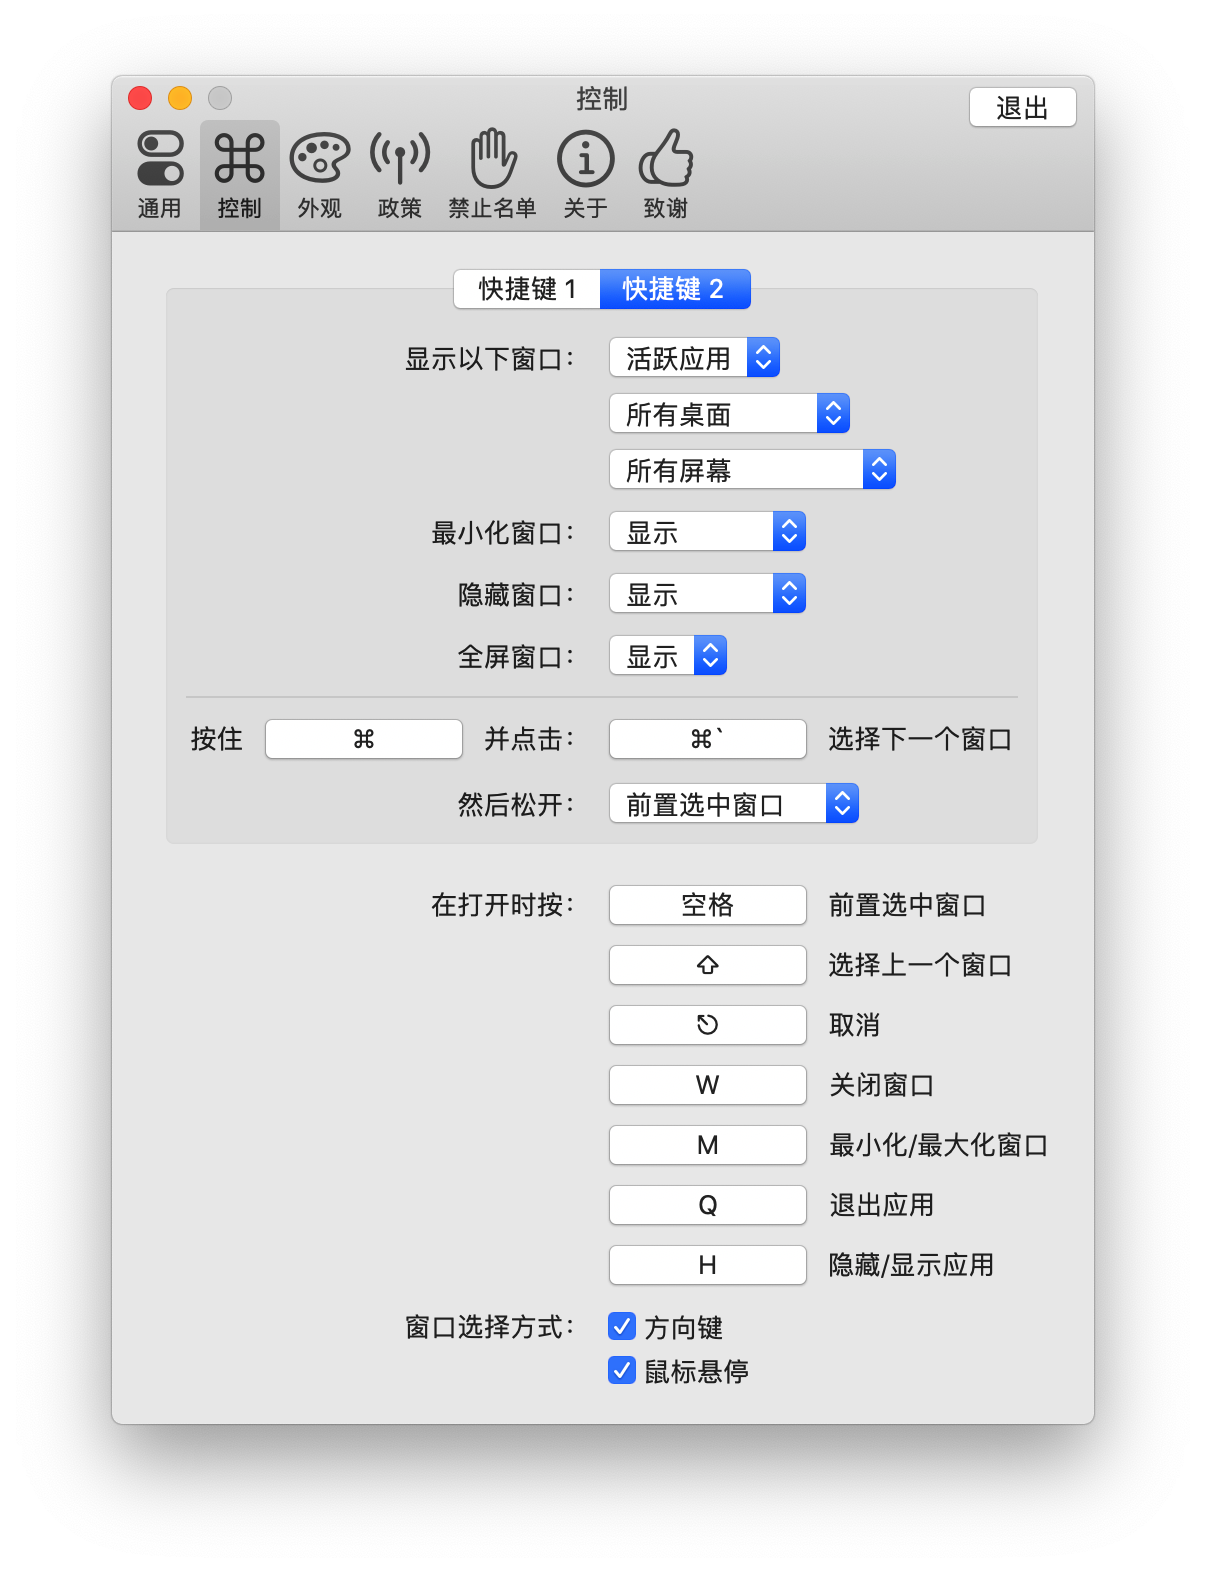 控制
退出
通用 控制 外观 政策 禁止名单 关于 致谢
快捷键 1 快捷键 2
显示以下窗口： 活跃应用
所有桌面
所有屏幕
最小化窗口： 显示
隐藏窗口： 显示
全屏窗口： 显示
按住 ⌘ 并点击： ⌘` 选择下一个窗口
然后松开： 前置选中窗口
在打开时按： 空格 前置选中窗口
⇧ 选择上一个窗口
⎋ 取消
W 关闭窗口
M 最小化/最大化窗口
Q 退出应用
H 隐藏/显示应用
窗口选择方式： 方向键
鼠标悬停